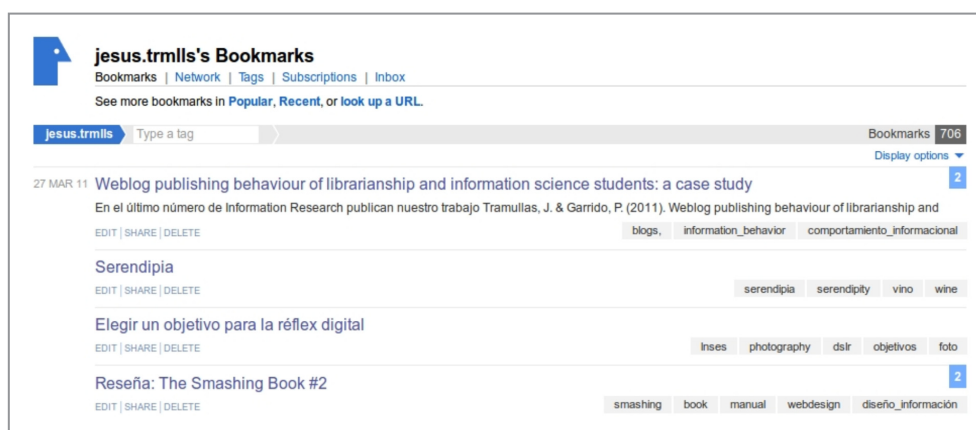 jesus.trmlls's Bookmarks
Bookmarks | Network | Tags | Subscriptions | Inbox
See more bookmarks in Popular, Recent, or look up a URL.
jesus.trmlls Type a tag Bookmarks 706
Display options
27 MAR 11 Weblog publishing behaviour of librarianship and information science students: a case study 2
En el último número de Information Research publican nuestro trabajo Tramullas, J. & Garrido, P. (2011). Weblog publishing behaviour of librarianship and
EDIT | SHARE | DELETE blogs, information_behavior comportamiento_informacional
Serendipia
EDIT | SHARE | DELETE serendipia serendipity vino wine
Elegir un objetivo para la réflex digital
EDIT | SHARE | DELETE lnses photography dslr objetivos foto
Reseña: The Smashing Book #2 2
EDIT | SHARE | DELETE smashing book manual webdesign diseño_información